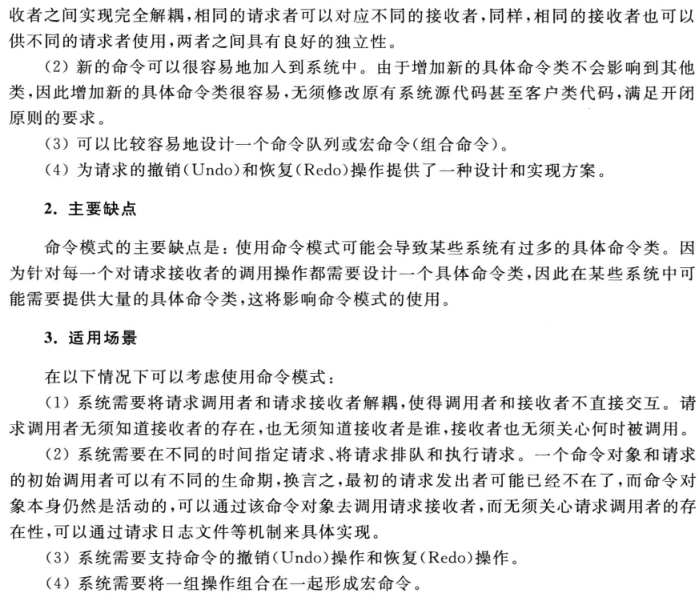 收者之间实现完全解耦,相同的请求者可以对应不同的接收者,同样,相同的接收者也可以
供不同的请求者使用,两者之间具有良好的独立性。
(2) 新的命令可以很容易地加入到系统中。由于增加新的具体命令类不会影响到其他
类,因此增加新的具体命令类很容易,无须修改原有系统源代码甚至客户类代码,满足开闭
原则的要求。
(3) 可以比较容易地设计一个命令队列或宏命令(组合命令)。
(4) 为请求的撤销(Undo)和恢复(Redo)操作提供了一种设计和实现方案。
2. 主要缺点
命令模式的主要缺点是:使用命令模式可能会导致某些系统有过多的具体命令类。因
为针对每一个对请求接收者的调用操作都需要设计一个具体命令类,因此在某些系统中可
能需要提供大量的具体命令类,这将影响命令模式的使用。
3. 适用场景
在以下情况下可以考虑使用命令模式:
(1) 系统需要将请求调用者和请求接收者解耦,使得调用者和接收者不直接交互。请
求调用者无须知道接收者的存在,也无须知道接收者是谁,接收者也无须关心何时被调用。
(2) 系统需要在不同的时间指定请求、将请求排队和执行请求。一个命令对象和请求
的初始调用者可以有不同的生命期,换言之,最初的请求发出者可能已经不在了,而命令对
象本身仍然是活动的,可以通过该命令对象去调用请求接收者,而无须关心请求调用者的存
在性,可以通过请求日志文件等机制来具体实现。
(3) 系统需要支持命令的撤销(Undo)操作和恢复(Redo)操作。
(4) 系统需要将一组操作组合在一起形成宏命令。